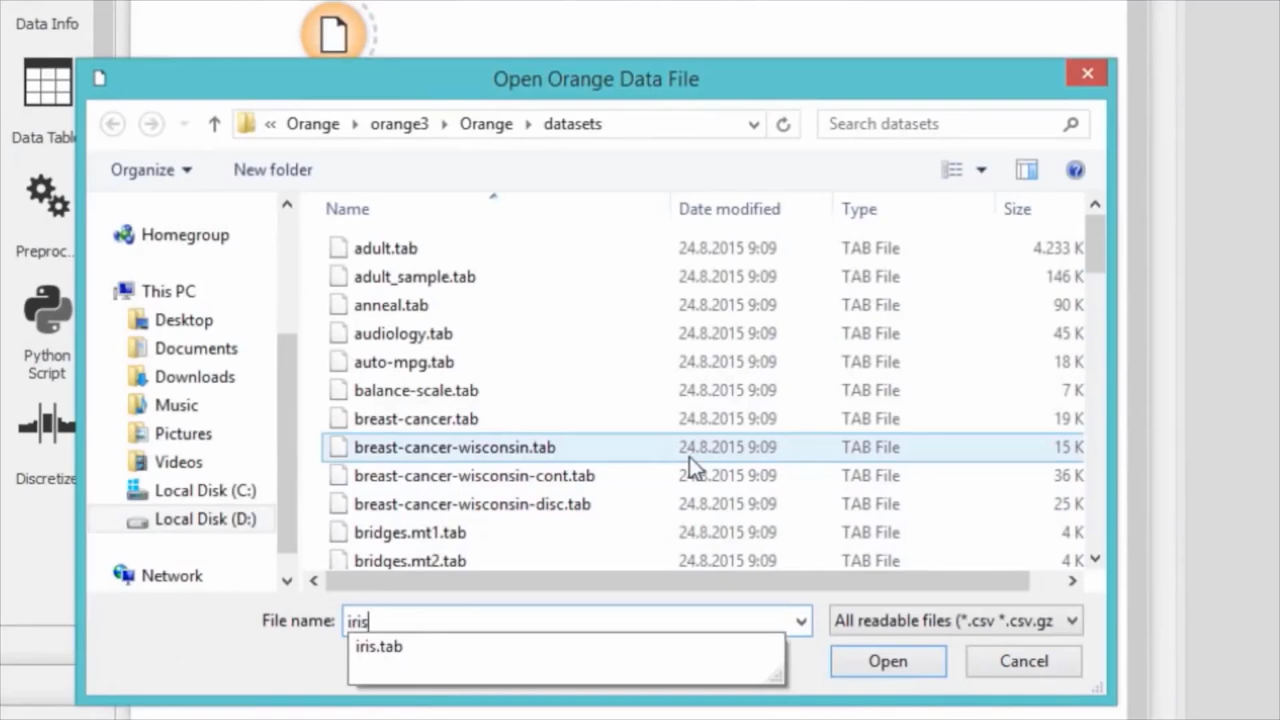 Data Info
Data Table
Preproc..
Python
Script
Discretize
Open Orange Data File
« Orange orange3 Orange datasets
Search datasets
Organize New folder
Homegroup
This PC
Desktop
Documents
Downloads
Music
Pictures
Videos
Local Disk (C:)
Local Disk (D:)
Network
Name Date modified Type Size
adult.tab 24.8.2015 9:09 TAB File 4.233 K
adult_sample.tab 24.8.2015 9:09 TAB File 146 K
anneal.tab 24.8.2015 9:09 TAB File 90 K
audiology.tab 24.8.2015 9:09 TAB File 45 K
auto-mpg.tab 24.8.2015 9:09 TAB File 18 K
balance-scale.tab 24.8.2015 9:09 TAB File 7 K
breast-cancer.tab 24.8.2015 9:09 TAB File 19 K
breast-cancer-wisconsin.tab 24.8.2015 9:09 TAB File 15 K
breast-cancer-wisconsin-cont.tab 24.8.2015 9:09 TAB File 36 K
breast-cancer-wisconsin-disc.tab 24.8.2015 9:09 TAB File 25 K
bridges.mt1.tab 24.8.2015 9:09 TAB File 4 K
bridges.mt2.tab 24.8.2015 9:09 TAB File 4 K
File name: iris
All readable files (*.csv *.csv.gz
iris.tab
Open Cancel